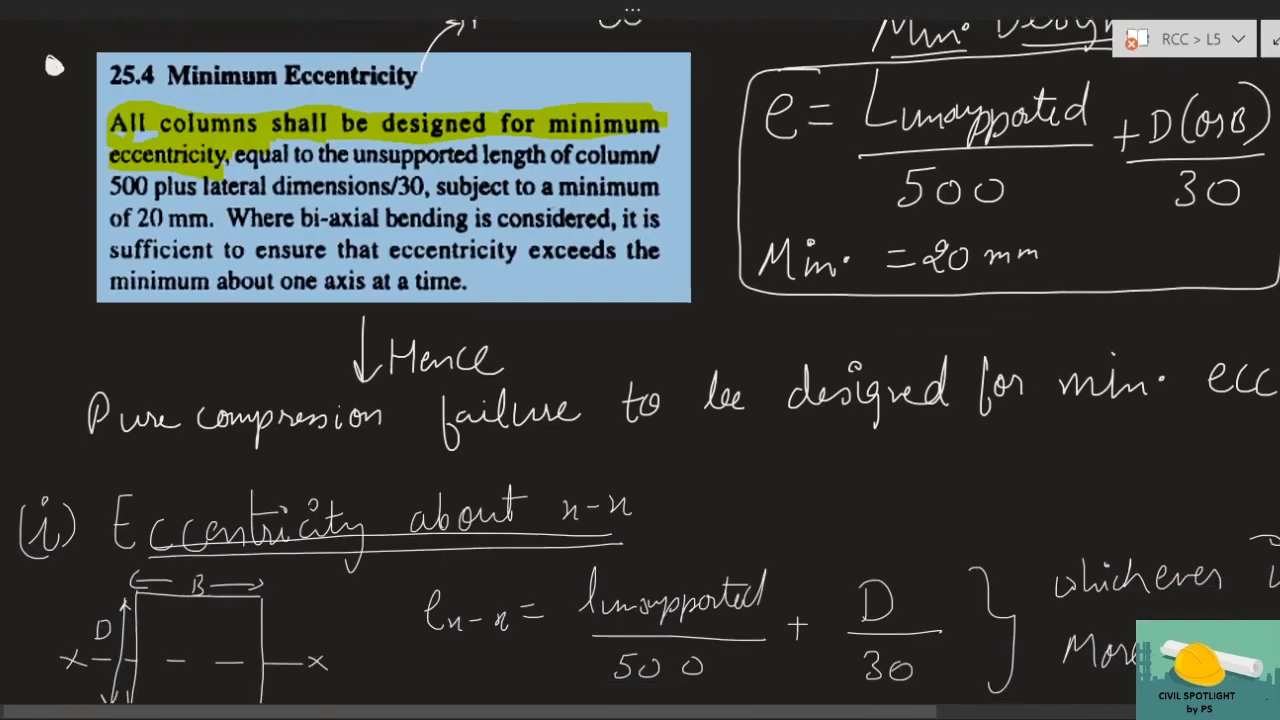 Min. Design
RCC > L5
25.4 Minimum Eccentricity
All columns shall be designed for minimum
eccentricity, equal to the unsupported length of column/
500 plus lateral dimensions/30, subject to a minimum
of 20 mm. Where bi-axial bending is considered, it is
sufficient to ensure that eccentricity exceeds the
minimum about one axis at a time.
e = Lunsupported/500 + D(or B)/30
Min. = 20 mm
Hence
Pure compression failure to be designed for min. ecc
(i) Eccentricity about x-x
B
D
x x
ex-x = lunsupported/500 + D/30
whichever
More
CIVIL SPOTLIGHT
by PS